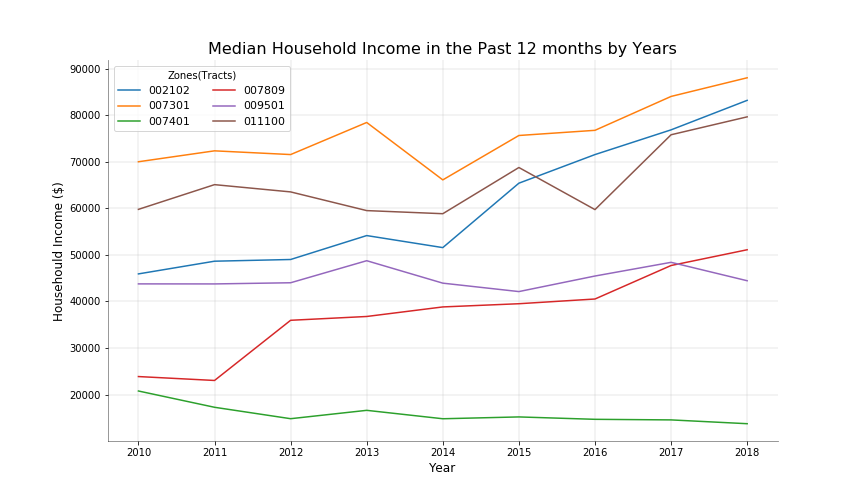 Median Household Income in the Past 12 months by Years
90000
80000
70000
60000
50000
40000
30000
20000
Househould Income ($)
Zones(Tracts)
002102 007809
007301 009501
007401 011100
2010 2011 2012 2013 2014 2015 2016 2017 2018
Year